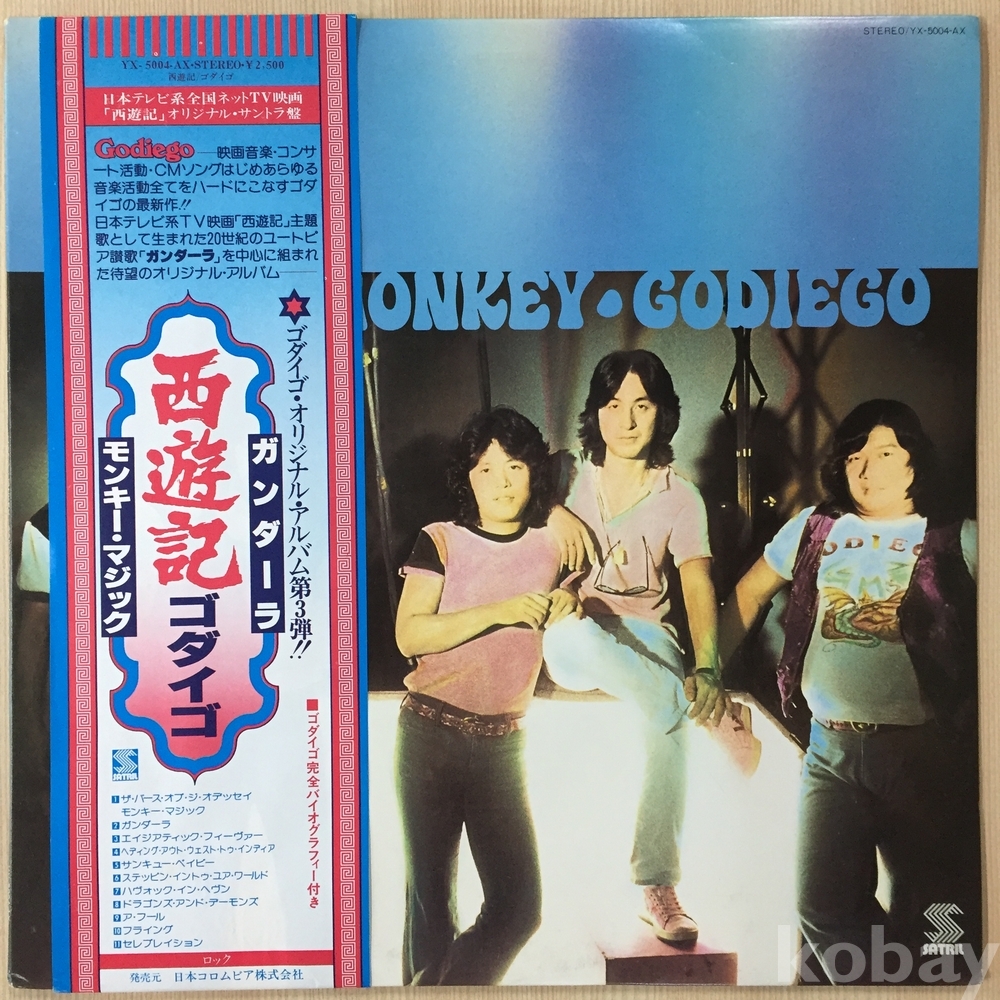 STEREO/YX-5004-AX
YX-5004-AX・STEREO・¥2,500
西遊記/ゴダイゴ
日本テレビ系全国ネットTV映画
「西遊記」オリジナル・サントラ盤
Godiego──映画音楽・コンサ
ート活動・CMソングはじめあらゆる
音楽活動全てをハードにこなすゴダ
イゴの最新作!!
日本テレビ系TV映画「西遊記」主題
歌として生まれた20世紀のユートピ
ア讃歌「ガンダーラ」を中心に組まれ
た待望のオリジナル・アルバム──
ONKEY・GODIEGO
ゴダイゴ・オリジナル・アルバム第3弾!!
ガンダーラ
西遊記 ゴダイゴ
モンキー・マジック
■ゴダイゴ完全バイオグラフィー付き
SATRIL
1 ザ・バース・オブ・ジ・オデッセイ
モンキー・マジック
2 ガンダーラ
3 エイジアティック・フィーヴァー
4 ヘディング・アウト・ウェスト・トゥ・インディア
5 サンキュー・ベイビー
6 ステッピン・イントゥ・ユア・ワールド
7 ハヴォック・イン・ヘヴン
8 ドラゴンズ・アンド・デーモンズ
9 ア・フール
10 フライング
11 セレブレイション
ロック
発売元 日本コロムビア株式会社
GODIEG
SATRIL
kobay